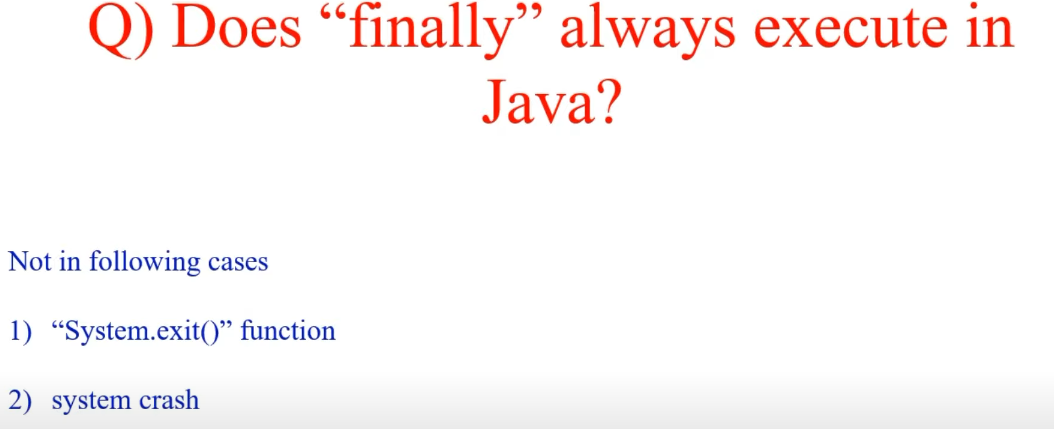 Q) Does “finally” always execute in
Java?
Not in following cases
1) “System.exit()” function
2) system crash